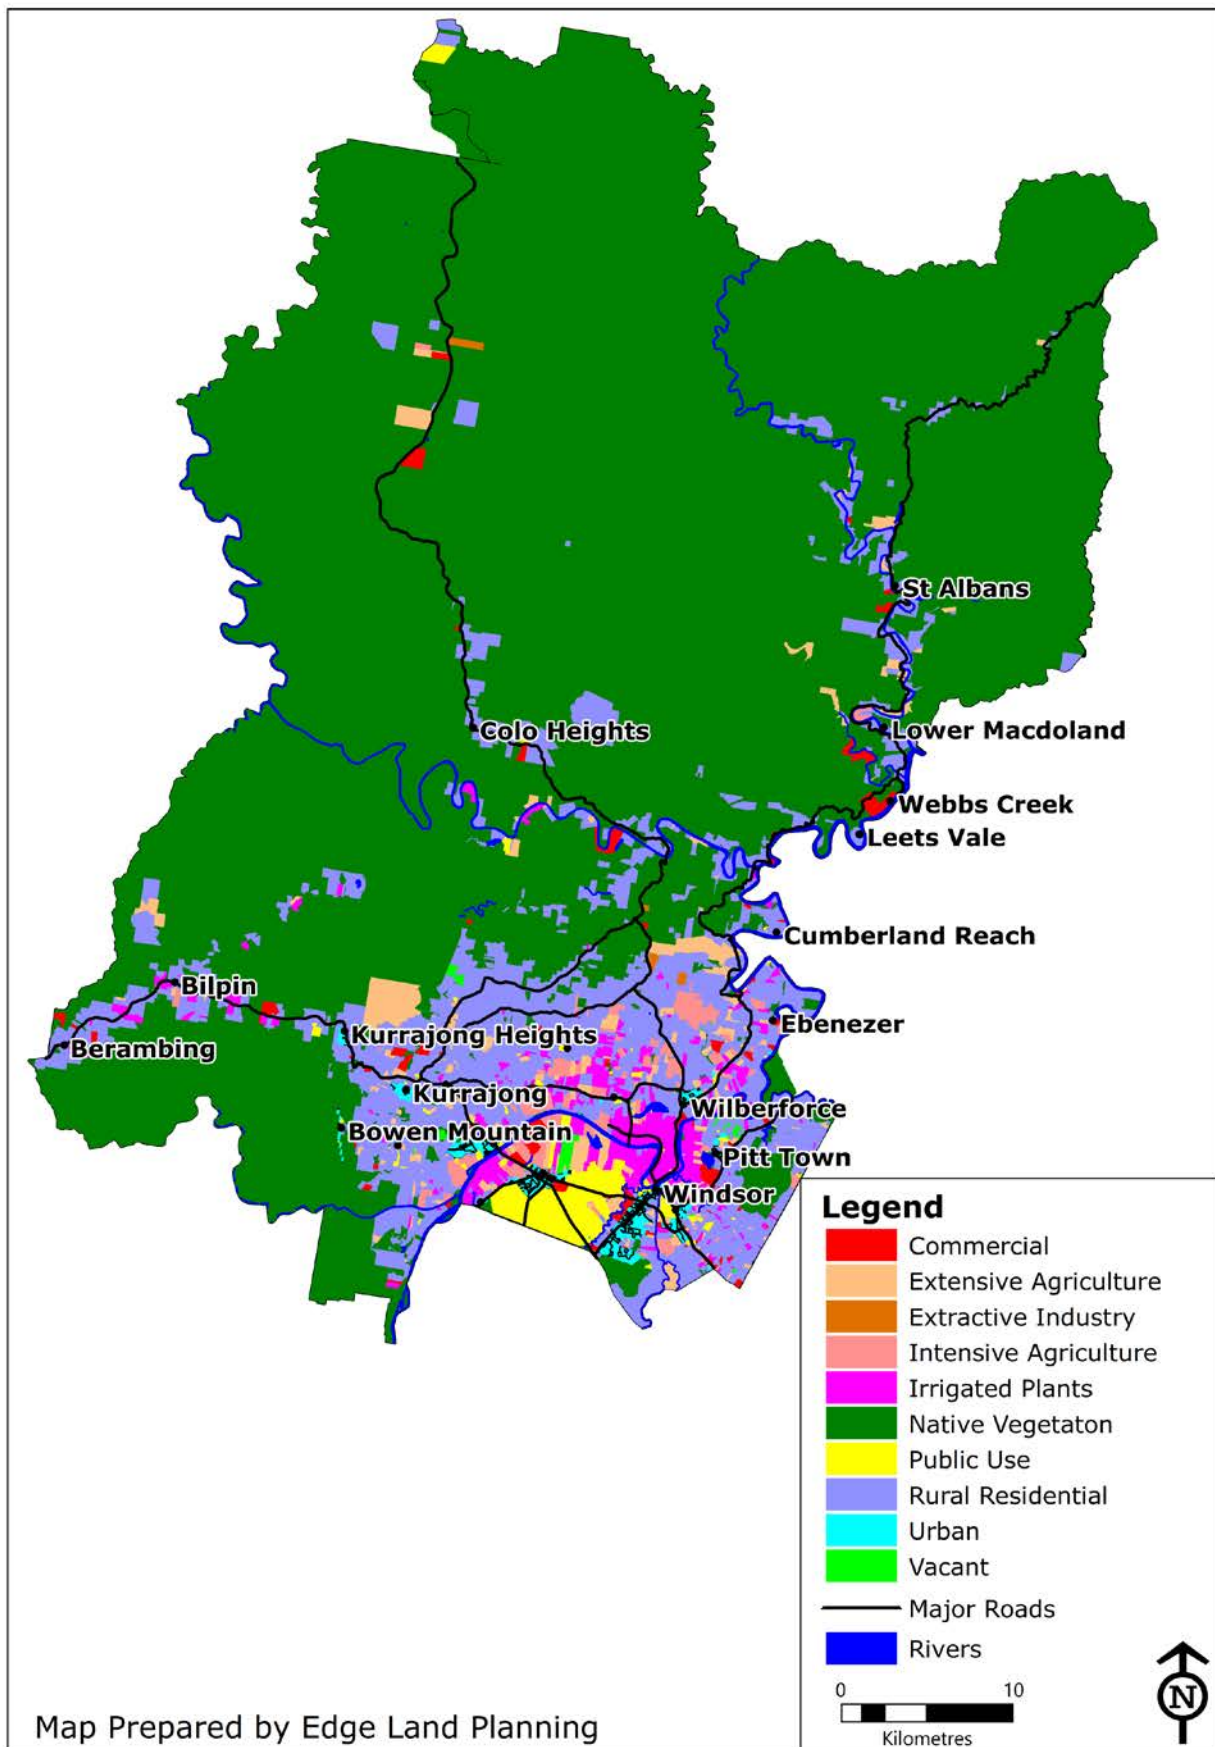 St Albans
Colo Heights
Lower Macdoland
Webbs Creek
Leets Vale
Cumberland Reach
Bilpin
Ebenezer
Kurrajong Heights
Berambing
Kurrajong
Wilberforce
Bowen Mountain
Pitt Town
Windsor
Legend
Commercial
Extensive Agriculture
Extractive Industry
Intensive Agriculture
Irrigated Plants
Native Vegetaton
Public Use
Rural Residential
Urban
Vacant
Major Roads
Rivers
0 10
Kilometres
N
Map Prepared by Edge Land Planning